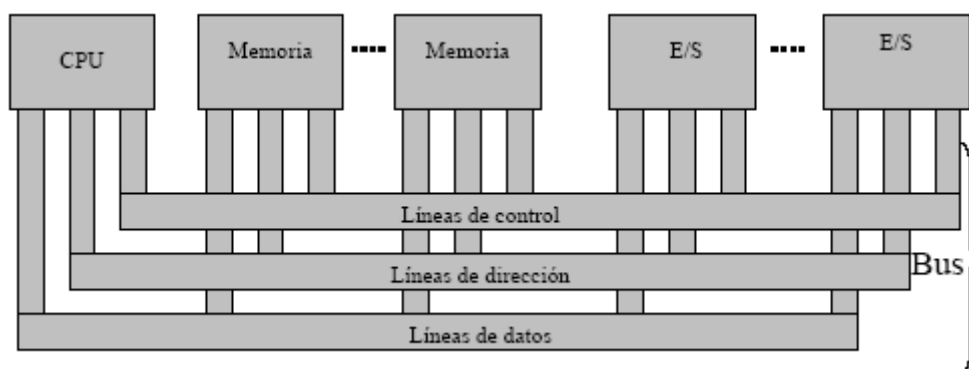 CPU
Memoria
Memoria
E/S
E/S
Líneas de control
Líneas de dirección
Bus
Líneas de datos